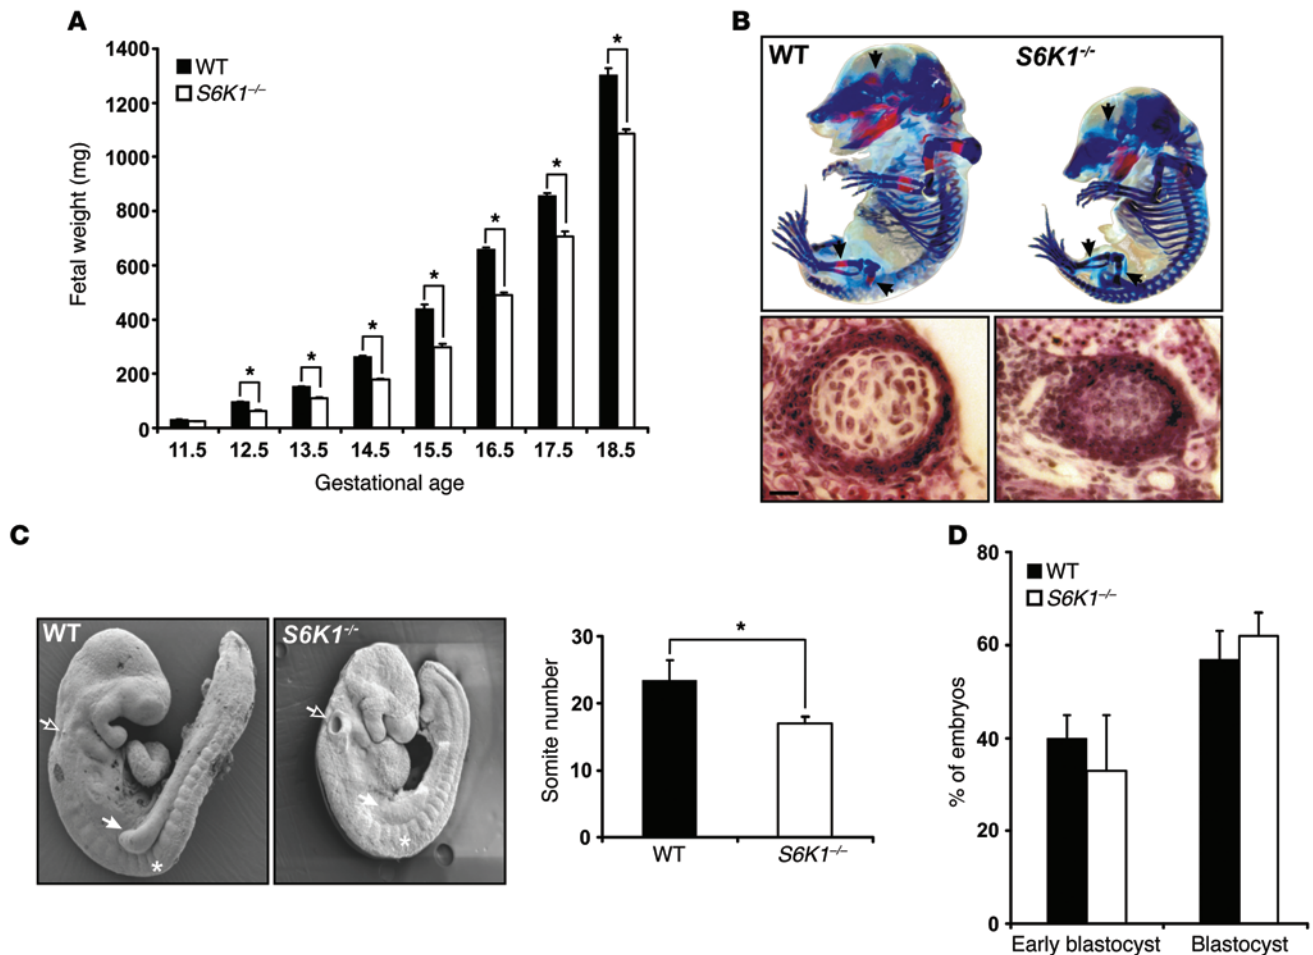 A
1400
1200
1000
800
600
400
200
0
Fetal weight (mg)
WT
S6K1–/–
*
*
*
*
*
*
*
11.5 12.5 13.5 14.5 15.5 16.5 17.5 18.5
Gestational age
B
WT
S6K1-/-
C
WT
S6K1-/-
*
*
30
20
10
0
Somite number
*
WT
S6K1–/–
D
80
60
40
20
0
% of embryos
WT
S6K1–/–
Early blastocyst
Blastocyst